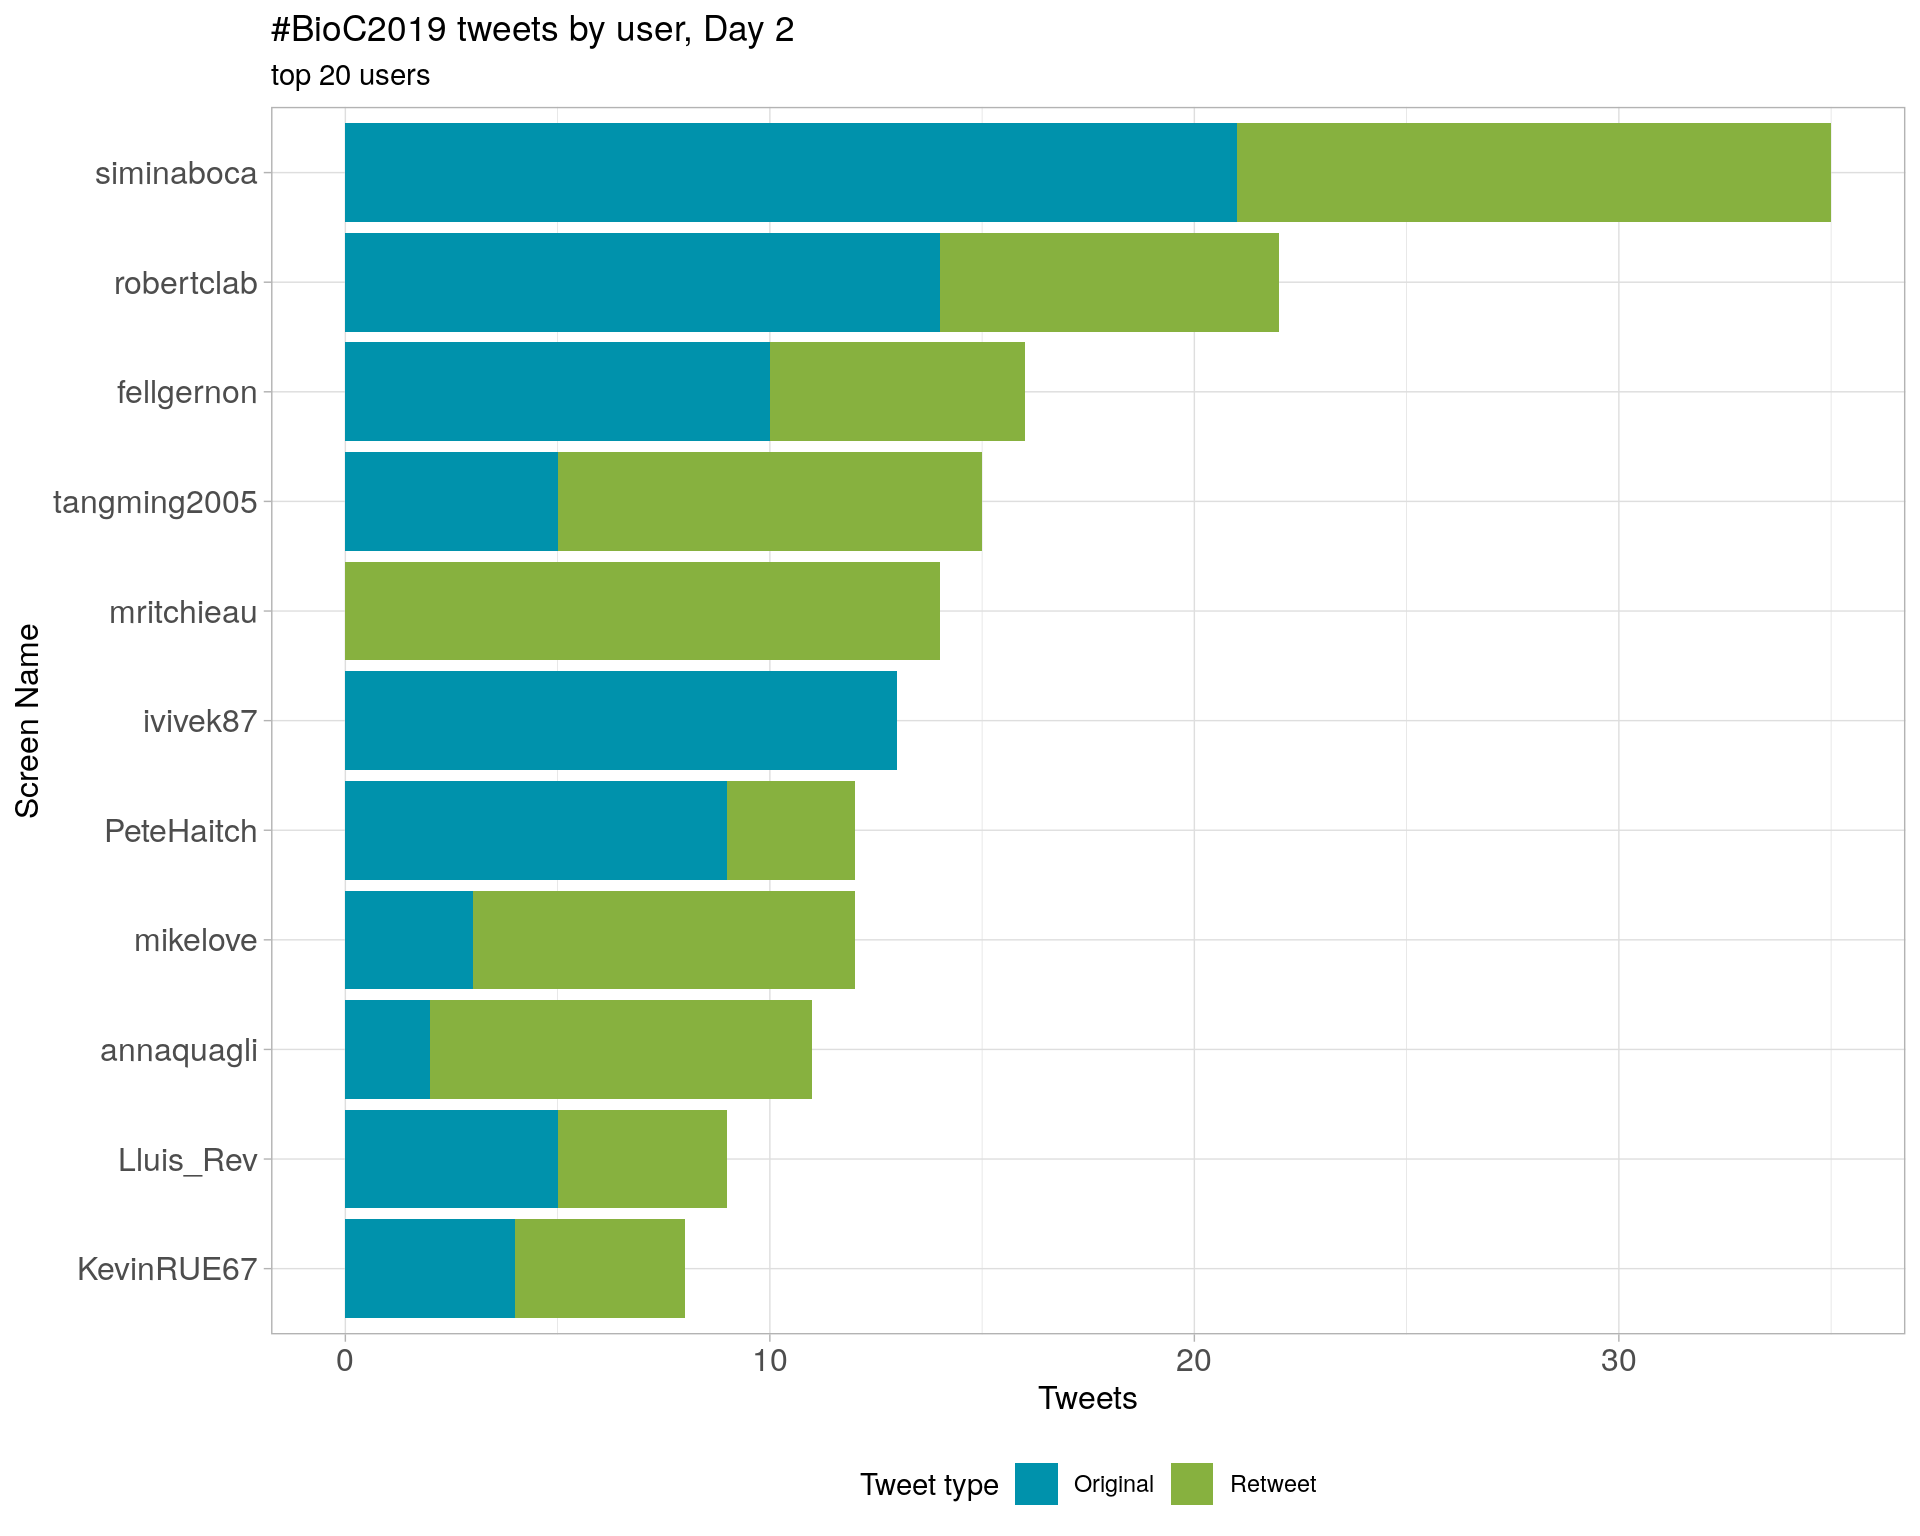 #BioC2019 tweets by user, Day 2
top 20 users
Screen Name
siminaboca
robertclab
fellgernon
tangming2005
mritchieau
ivivek87
PeteHaitch
mikelove
annaquagli
Lluis_Rev
KevinRUE67
0 10 20 30
Tweets
Tweet type Original Retweet